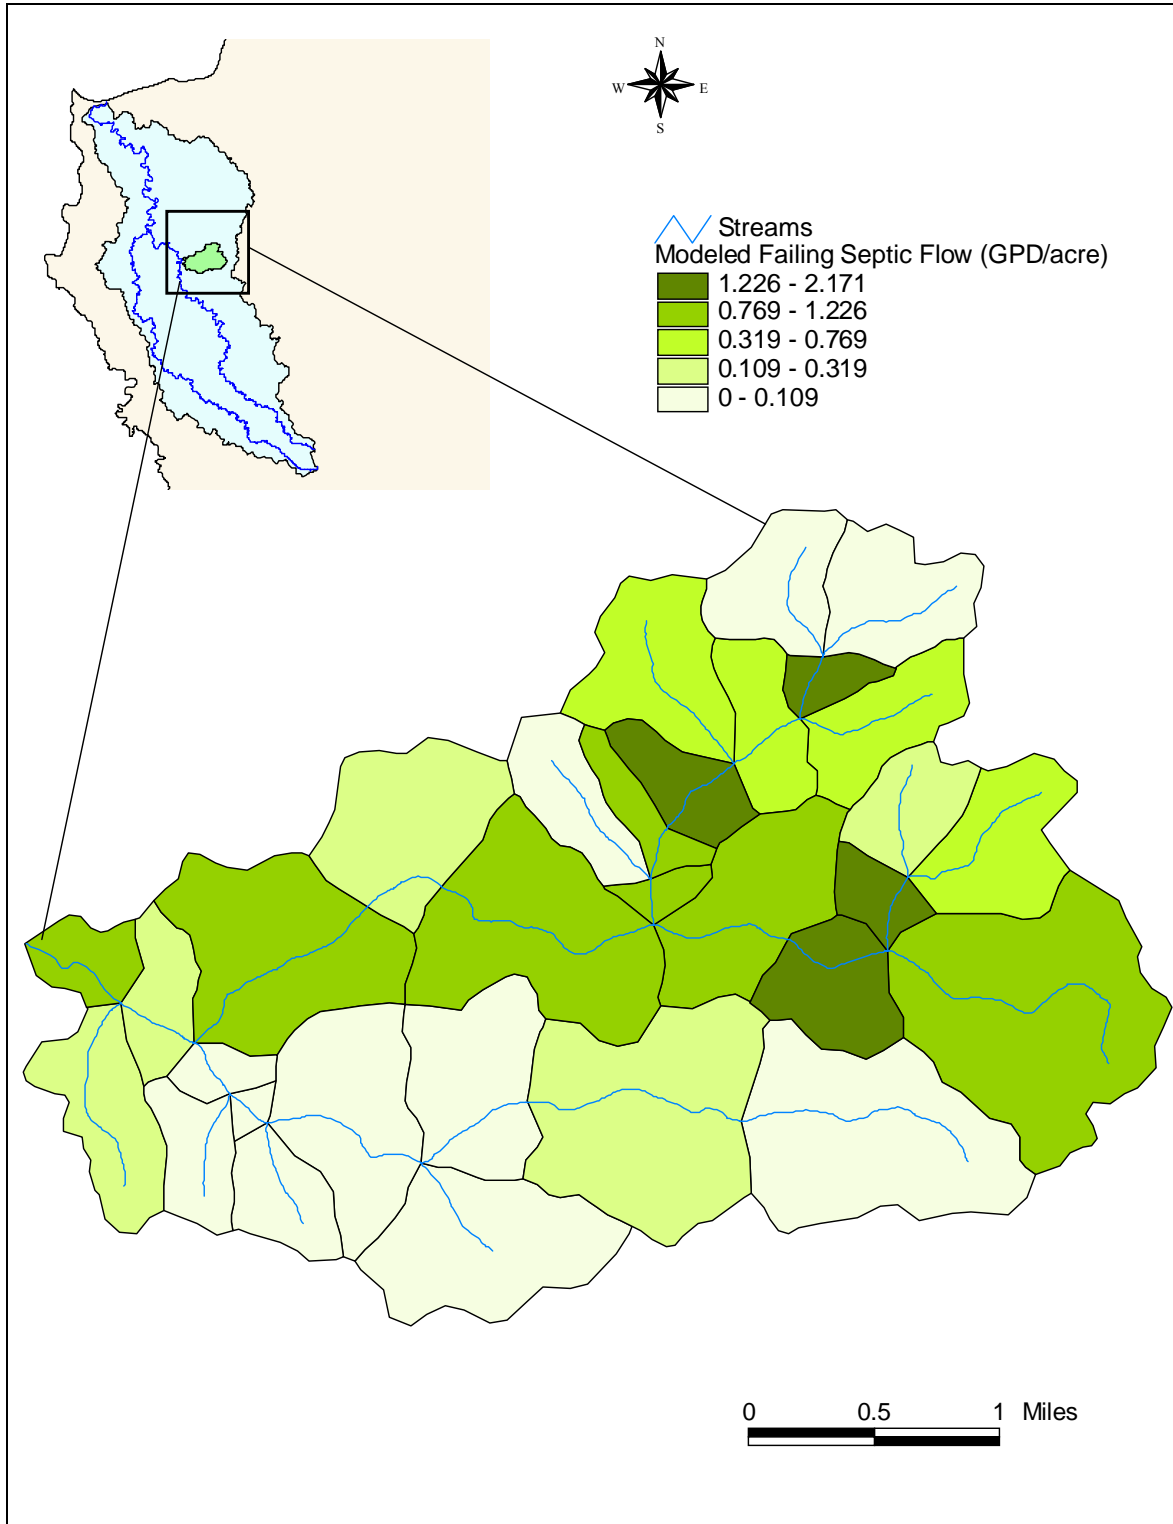 N
W E
S
Streams
Modeled Failing Septic Flow (GPD/acre)
1.226 - 2.171
0.769 - 1.226
0.319 - 0.769
0.109 - 0.319
0 - 0.109
0 0.5 1 Miles